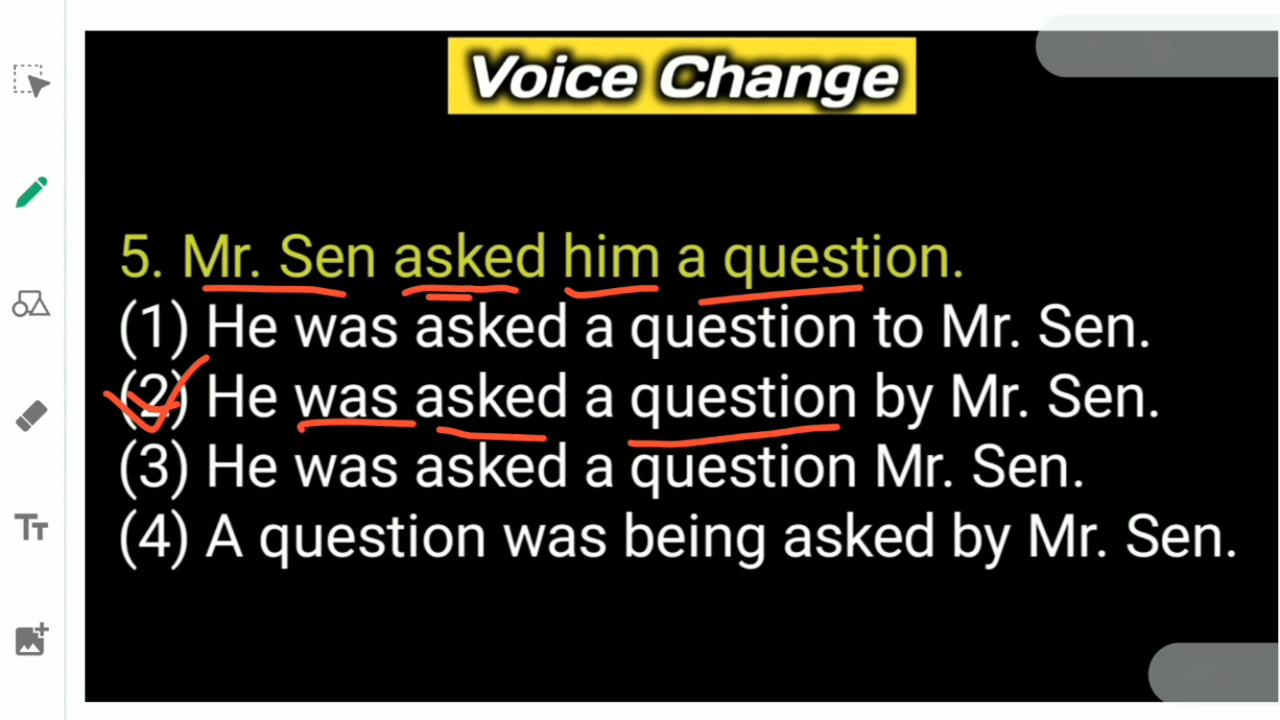 Voice Change
5. Mr. Sen asked him a question.
(1) He was asked a question to Mr. Sen.
(2) He was asked a question by Mr. Sen.
(3) He was asked a question Mr. Sen.
(4) A question was being asked by Mr. Sen.